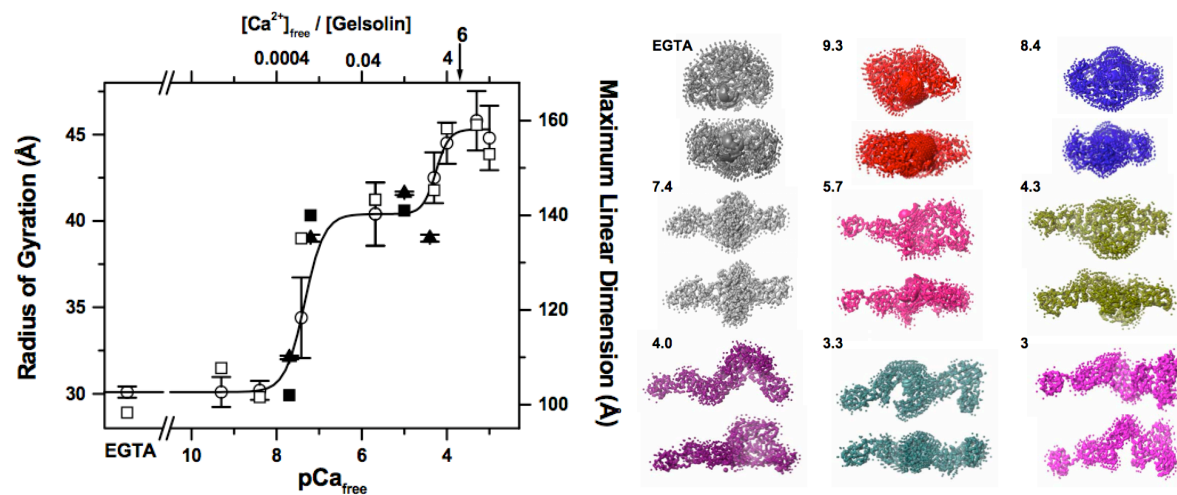 [Ca2+]free / [Gelsolin]
6
0.0004 0.04 4
Radius of Gyration (Å)
45
40
35
30
160
140
120
100
Maximum Linear Dimension (Å)
EGTA 10 8 6 4
pCafree
EGTA 9.3 8.4
7.4 5.7 4.3
4.0 3.3 3